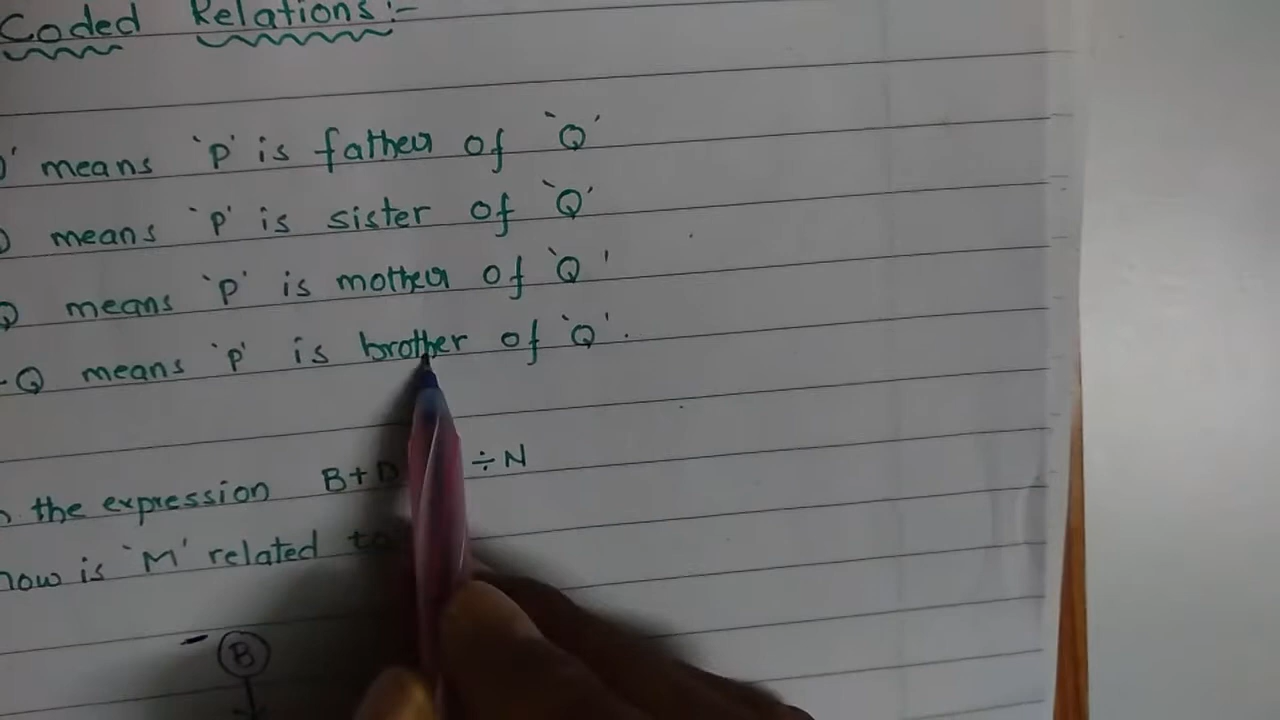 Coded Relations:-
means 'P' is father of 'Q'
means 'P' is sister of 'Q'
Q means 'P' is mother of 'Q'
-Q means 'P' is brother of 'Q'.
the expression B+D ÷N
how is 'M' related to
B